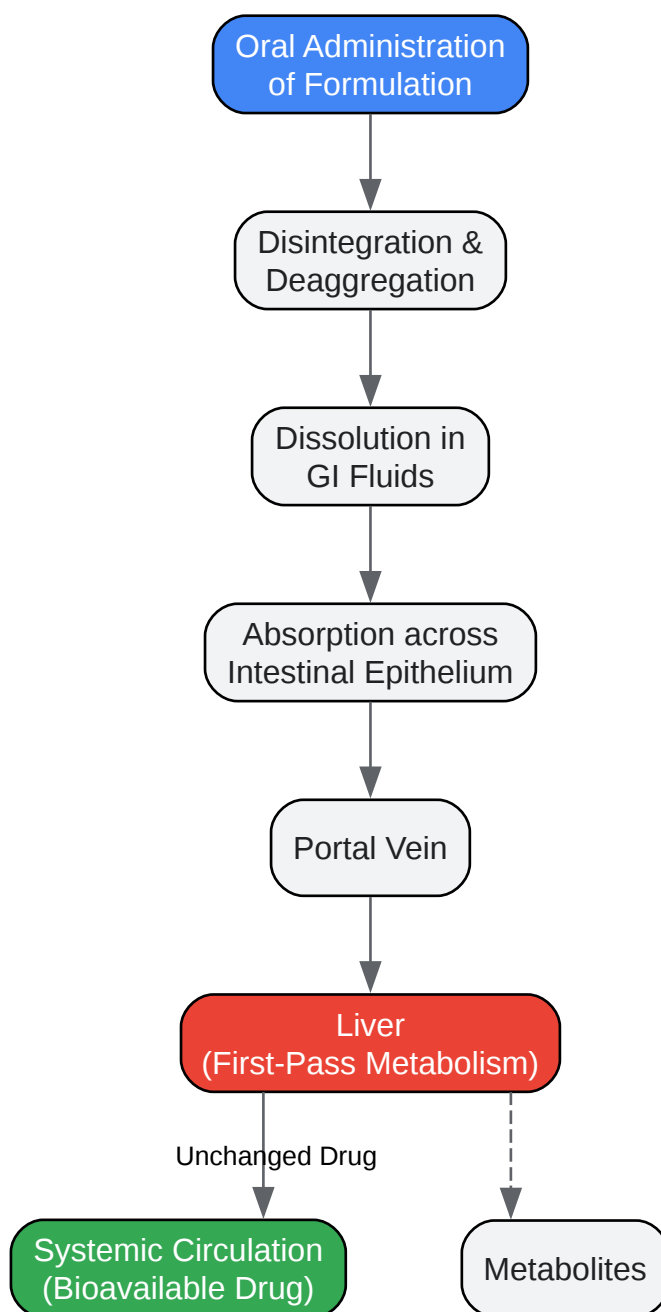 Oral Administration
of Formulation
Disintegration &
Deaggregation
Dissolution in
GI Fluids
Absorption across
Intestinal Epithelium
Portal Vein
Liver
(First-Pass Metabolism)
Unchanged Drug
Systemic Circulation
(Bioavailable Drug)
Metabolites